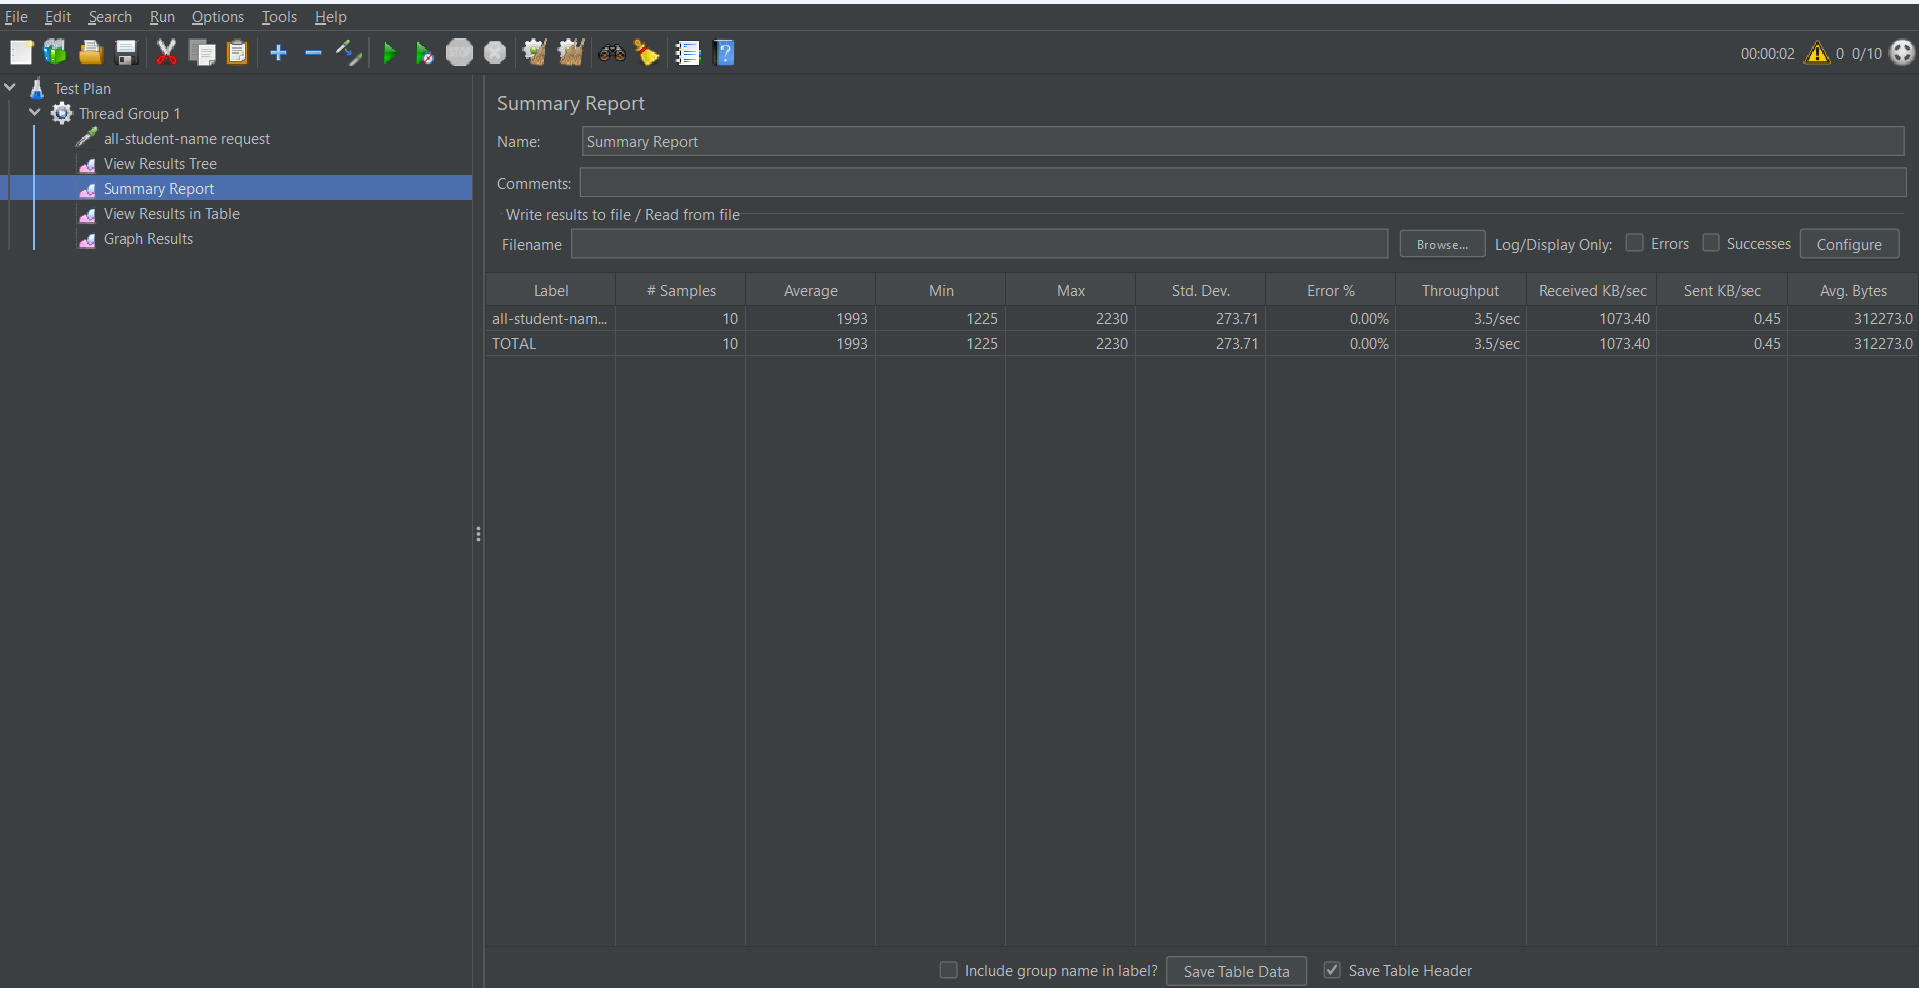 File Edit Search Run Options Tools Help
00:00:02 0 0/10
Test Plan
Thread Group 1
all-student-name request
View Results Tree
Summary Report
View Results in Table
Graph Results
Summary Report
Name: Summary Report
Comments:
Write results to file / Read from file
Filename Browse... Log/Display Only: Errors Successes Configure
Label # Samples Average Min Max Std. Dev. Error % Throughput Received KB/sec Sent KB/sec Avg. Bytes
all-student-nam... 10 1993 1225 2230 273.71 0.00% 3.5/sec 1073.40 0.45 312273.0
TOTAL 10 1993 1225 2230 273.71 0.00% 3.5/sec 1073.40 0.45 312273.0
Include group name in label? Save Table Data Save Table Header